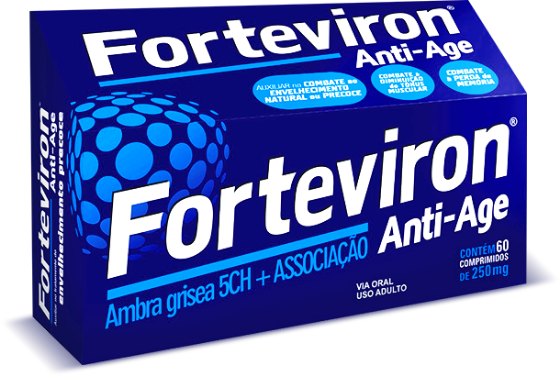 Forteviron®
Anti-Age
AUXILIAR no COMBATE ao
ENVELHECIMENTO
NATURAL ou PRECOCE
COMBATE à
DIMINUIÇÃO
do TÔNUS
MUSCULAR
COMBATE
à PERDA de
MEMÓRIA
Forteviron®
Anti-Age
Ambra grisea 5CH + ASSOCIAÇÃO
CONTÉM 60
COMPRIMIDOS
DE 250mg
VIA ORAL
USO ADULTO
Forteviron®
Anti-Age
envelhecimento precoce